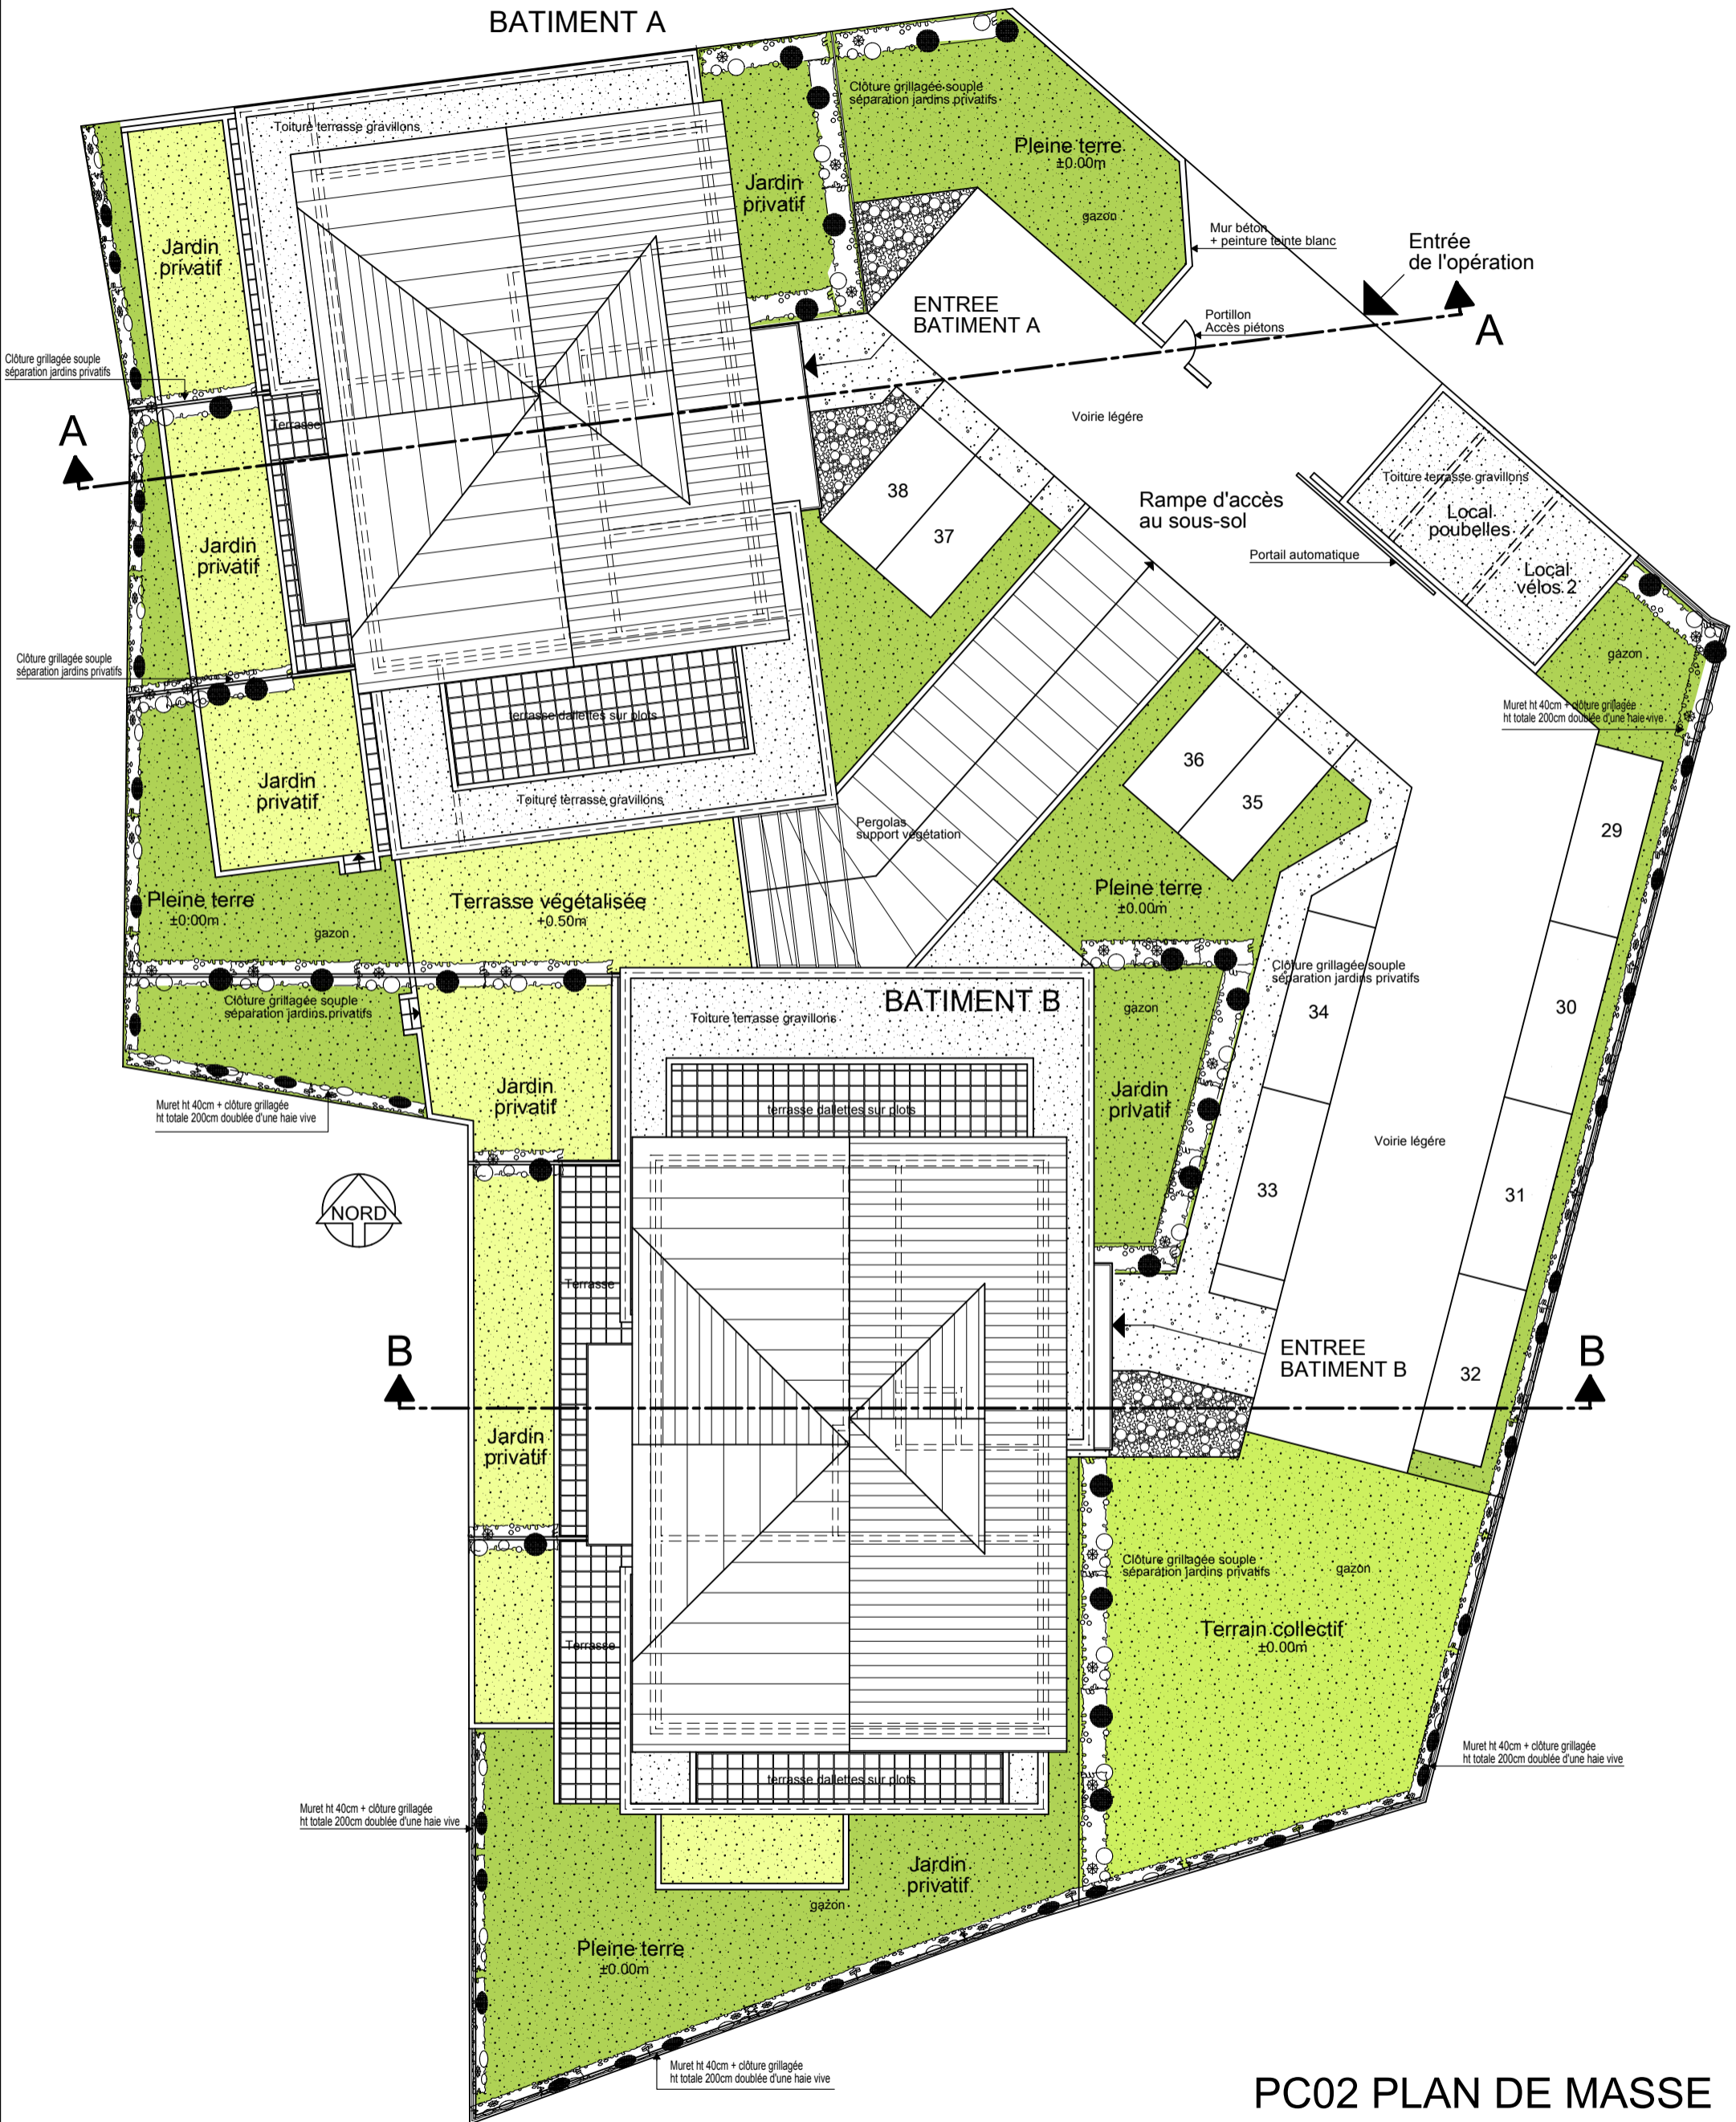 BATIMENT A
Toiture terrasse gravillons
Clôture grillagée souple
séparation jardins privatifs
Pleine terre
±0.00m
gazon
Jardin
privatif
Jardin
privatif
Mur béton
+ peinture teinte blanc
Entrée
de l'opération
A
ENTREE
BATIMENT A
Portillon
Accès piétons
Clôture grillagée souple
séparation jardins privatifs
A
Terrasse
Voirie légére
Toiture terrasse gravillons
Local
poubelles
Local
vélos 2
Rampe d'accès
au sous-sol
Portail automatique
38
37
Jardin
privatif
Clôture grillagée souple
séparation jardins privatifs
gazon
Muret ht 40cm + clôture grillagée
ht totale 200cm doublée d'une haie vive
terrasse dallettes sur plots
Jardin
privatif
Toiture terrasse gravillons
36
35
Pergolas
support végétation
29
Pleine terre
±0.00m
gazon
Terrasse végétalisée
+0.50m
Pleine terre
±0.00m
Clôture grillagée souple
séparation jardins privatifs
BATIMENT B
Toiture terrasse gravillons
gazon
Clôture grillagée souple
séparation jardins privatifs
34
30
Jardin
privatif
Muret ht 40cm + clôture grillagée
ht totale 200cm doublée d'une haie vive
terrasse dallettes sur plots
Jardin
privatif
Voirie légére
NORD
33
31
Terrasse
B
ENTREE
BATIMENT B
32
B
Jardin
privatif
Clôture grillagée souple
séparation jardins privatifs
gazon
Terrain collectif
±0.00m
Terrasse
Muret ht 40cm + clôture grillagée
ht totale 200cm doublée d'une haie vive
terrasse dallettes sur plots
Muret ht 40cm + clôture grillagée
ht totale 200cm doublée d'une haie vive
Jardin
privatif
gazon
Pleine terre
±0.00m
Muret ht 40cm + clôture grillagée
ht totale 200cm doublée d'une haie vive
PC02 PLAN DE MASSE